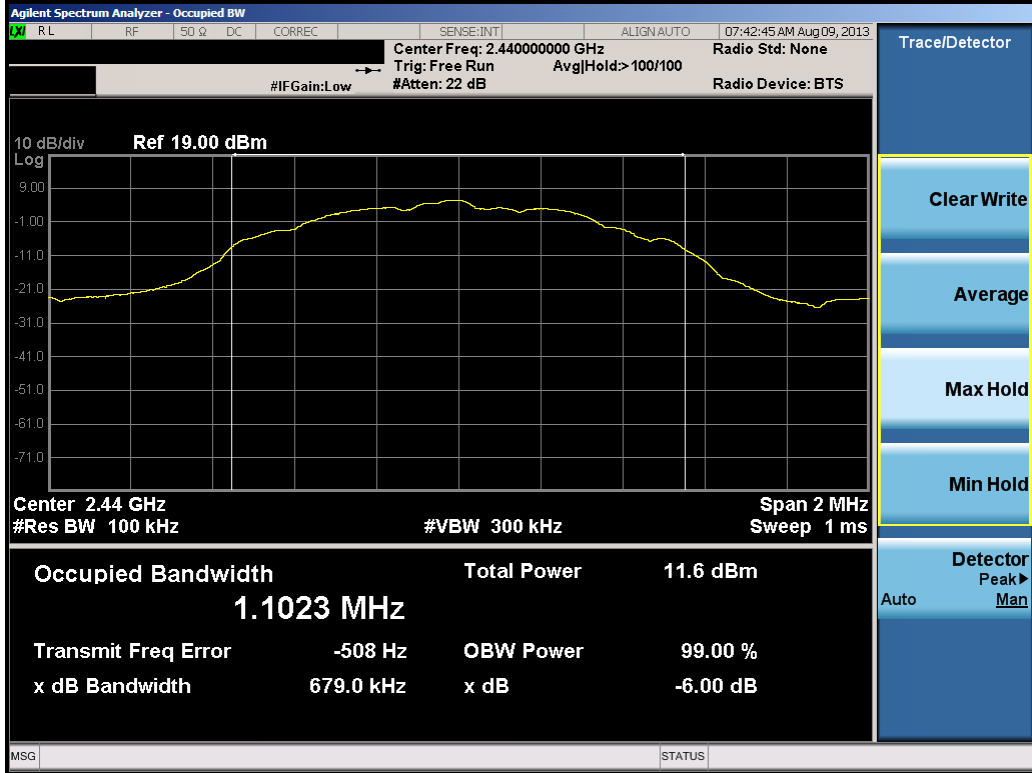 Agilent Spectrum Analyzer - Occupied BW
LXI RL RF 50 Ω DC CORREC SENSE:INT ALIGN AUTO 07:42:45 AM Aug 09, 2013
Center Freq: 2.440000000 GHz Radio Std: None
Trig: Free Run Avg|Hold:> 100/100
#IFGain:Low #Atten: 22 dB Radio Device: BTS
10 dB/div Ref 19.00 dBm
Log
9.00
-1.00
-11.0
-21.0
-31.0
-41.0
-51.0
-61.0
-71.0
Center 2.44 GHz Span 2 MHz
#Res BW 100 kHz #VBW 300 kHz Sweep 1 ms
Occupied Bandwidth Total Power 11.6 dBm
1.1023 MHz
Transmit Freq Error -508 Hz OBW Power 99.00 %
x dB Bandwidth 679.0 kHz x dB -6.00 dB
MSG STATUS
Trace/Detector
Clear Write
Average
Max Hold
Min Hold
Detector
Peak▶
Auto Man